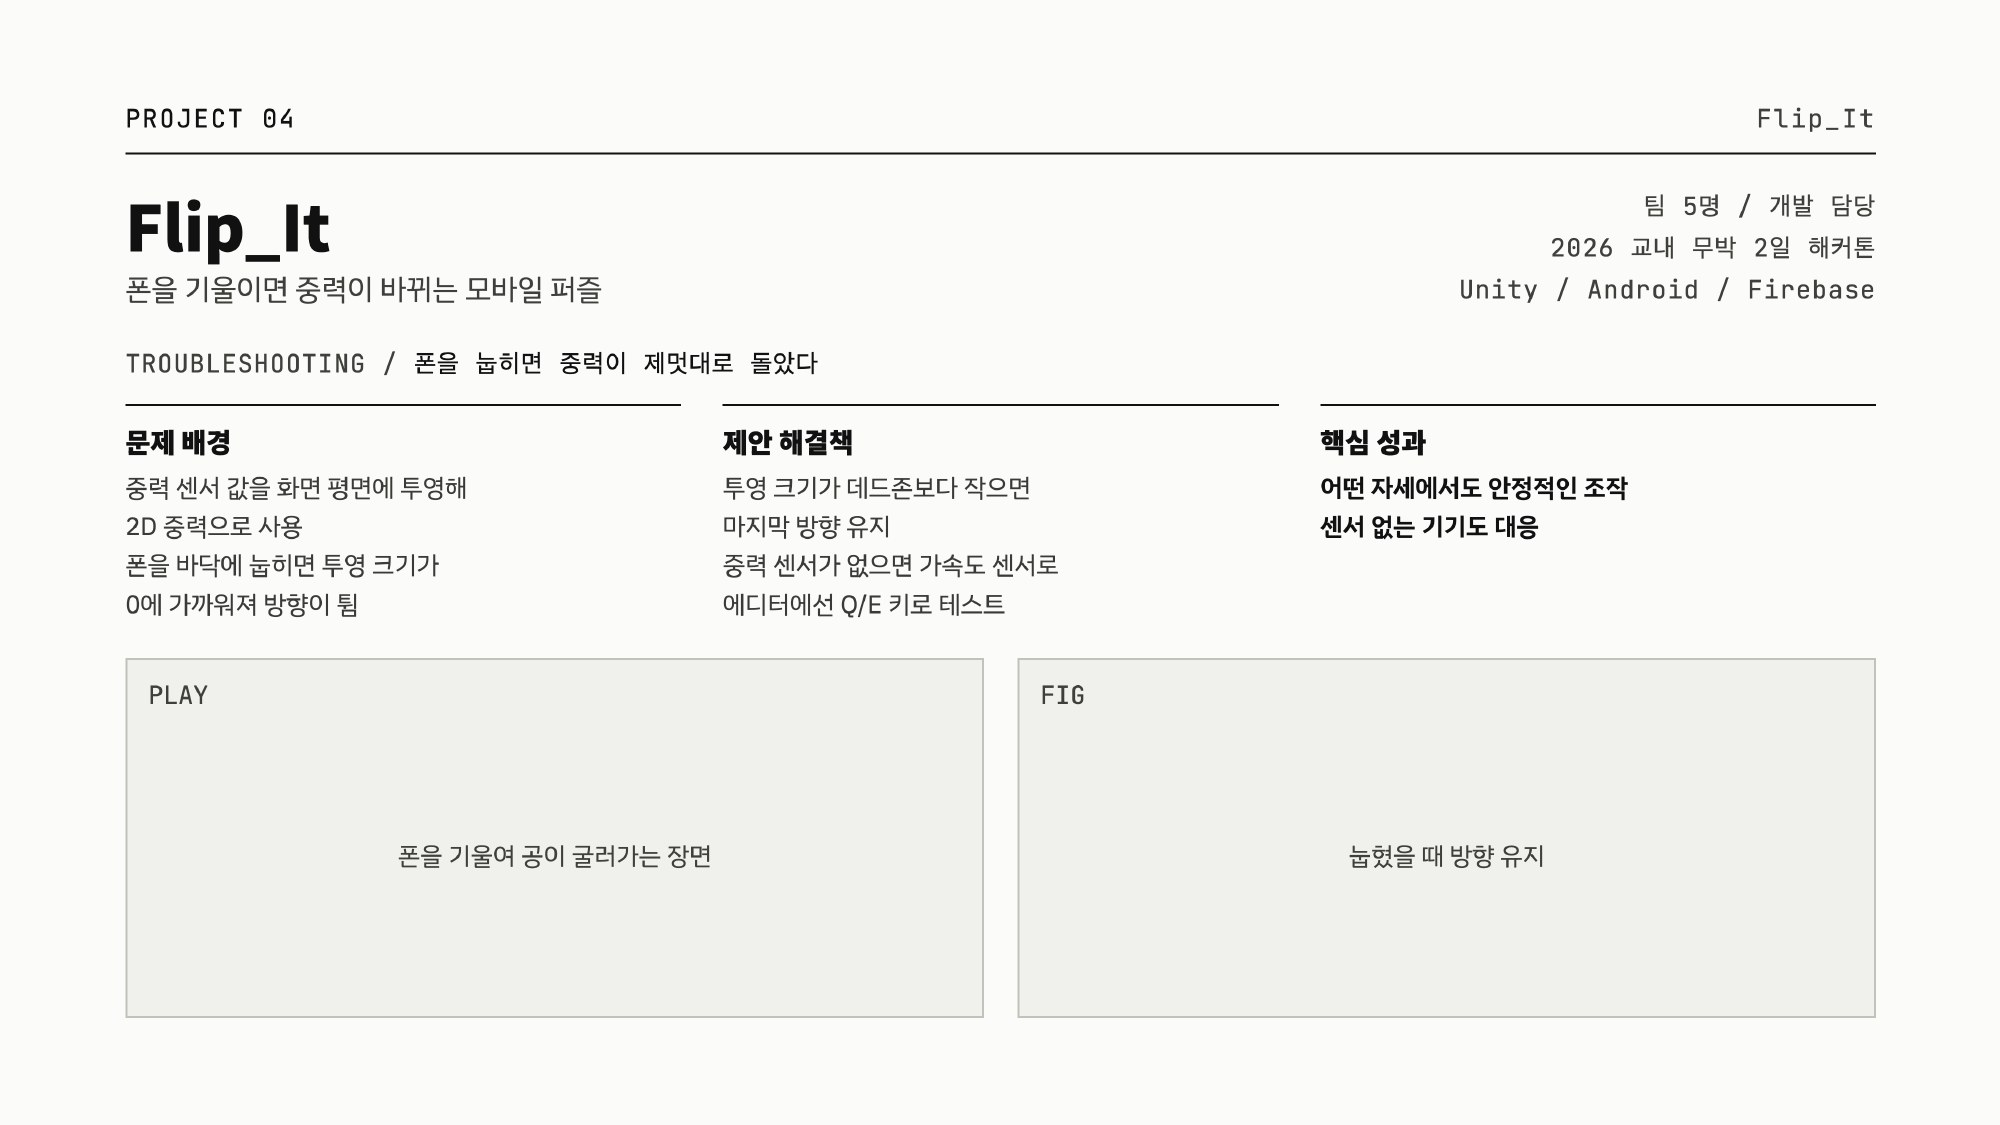 PROJECT 04
Flip_It
Flip_It
폰을 기울이면 중력이 바뀌는 모바일 퍼즐
팀 5명 / 개발 담당
2026 교내 무박 2일 해커톤
Unity / Android / Firebase
TROUBLESHOOTING / 폰을 눕히면 중력이 제멋대로 돌았다
문제 배경
중력 센서 값을 화면 평면에 투영해
2D 중력으로 사용
폰을 바닥에 눕히면 투영 크기가
0에 가까워져 방향이 튐
제안 해결책
투영 크기가 데드존보다 작으면
마지막 방향 유지
중력 센서가 없으면 가속도 센서로
에디터에선 Q/E 키로 테스트
핵심 성과
어떤 자세에서도 안정적인 조작
센서 없는 기기도 대응
PLAY
폰을 기울여 공이 굴러가는 장면
FIG
눕혔을 때 방향 유지